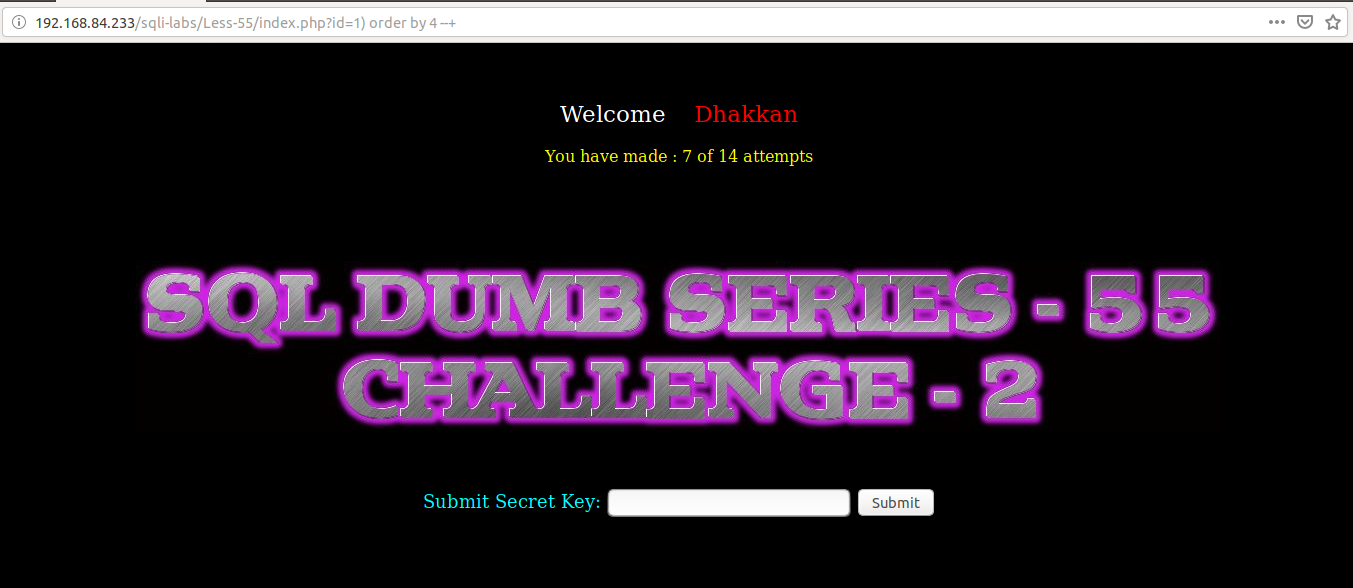 192.168.84.233/sqli-labs/Less-55/index.php?id=1) order by 4 --+
Welcome Dhakkan
You have made : 7 of 14 attempts
SQL DUMB SERIES - 55
CHALLENGE - 2
Submit Secret Key: Submit